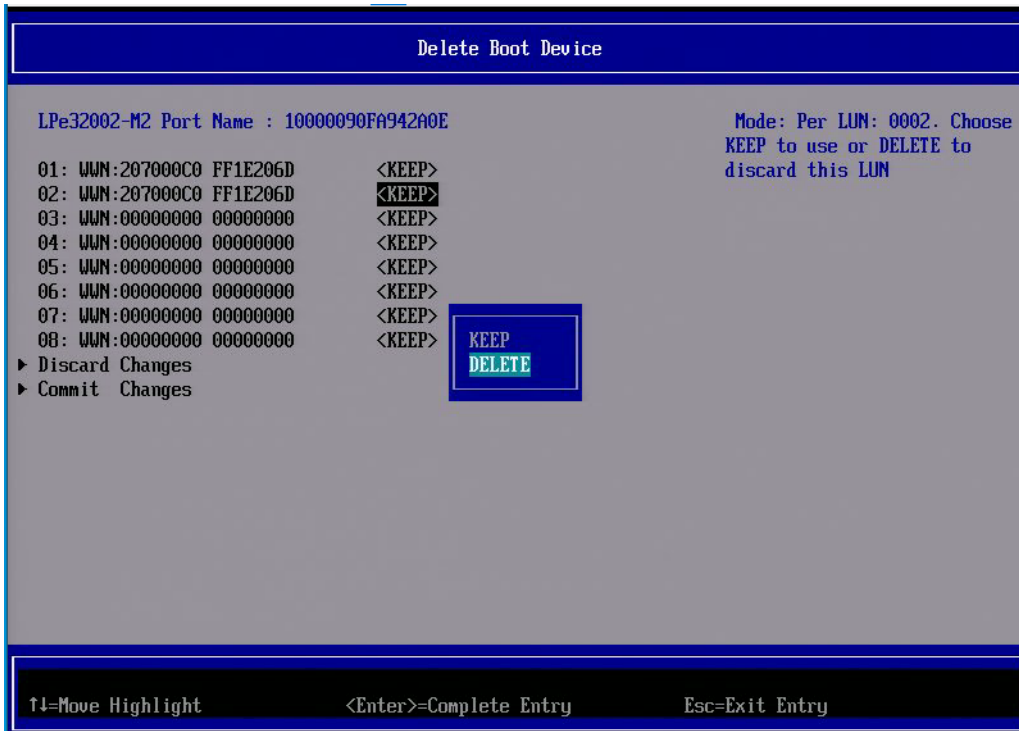 Delete Boot Device
LPe32002-M2 Port Name : 10000090FA942A0E
Mode: Per LUN: 0002. Choose
KEEP to use or DELETE to
discard this LUN
01: WWN:207000C0 FF1E206D <KEEP>
02: WWN:207000C0 FF1E206D <KEEP>
03: WWN:00000000 00000000 <KEEP>
04: WWN:00000000 00000000 <KEEP>
05: WWN:00000000 00000000 <KEEP>
06: WWN:00000000 00000000 <KEEP>
07: WWN:00000000 00000000 <KEEP>
08: WWN:00000000 00000000 <KEEP>
KEEP
DELETE
▶ Discard Changes
▶ Commit Changes
↑↓=Move Highlight <Enter>=Complete Entry Esc=Exit Entry